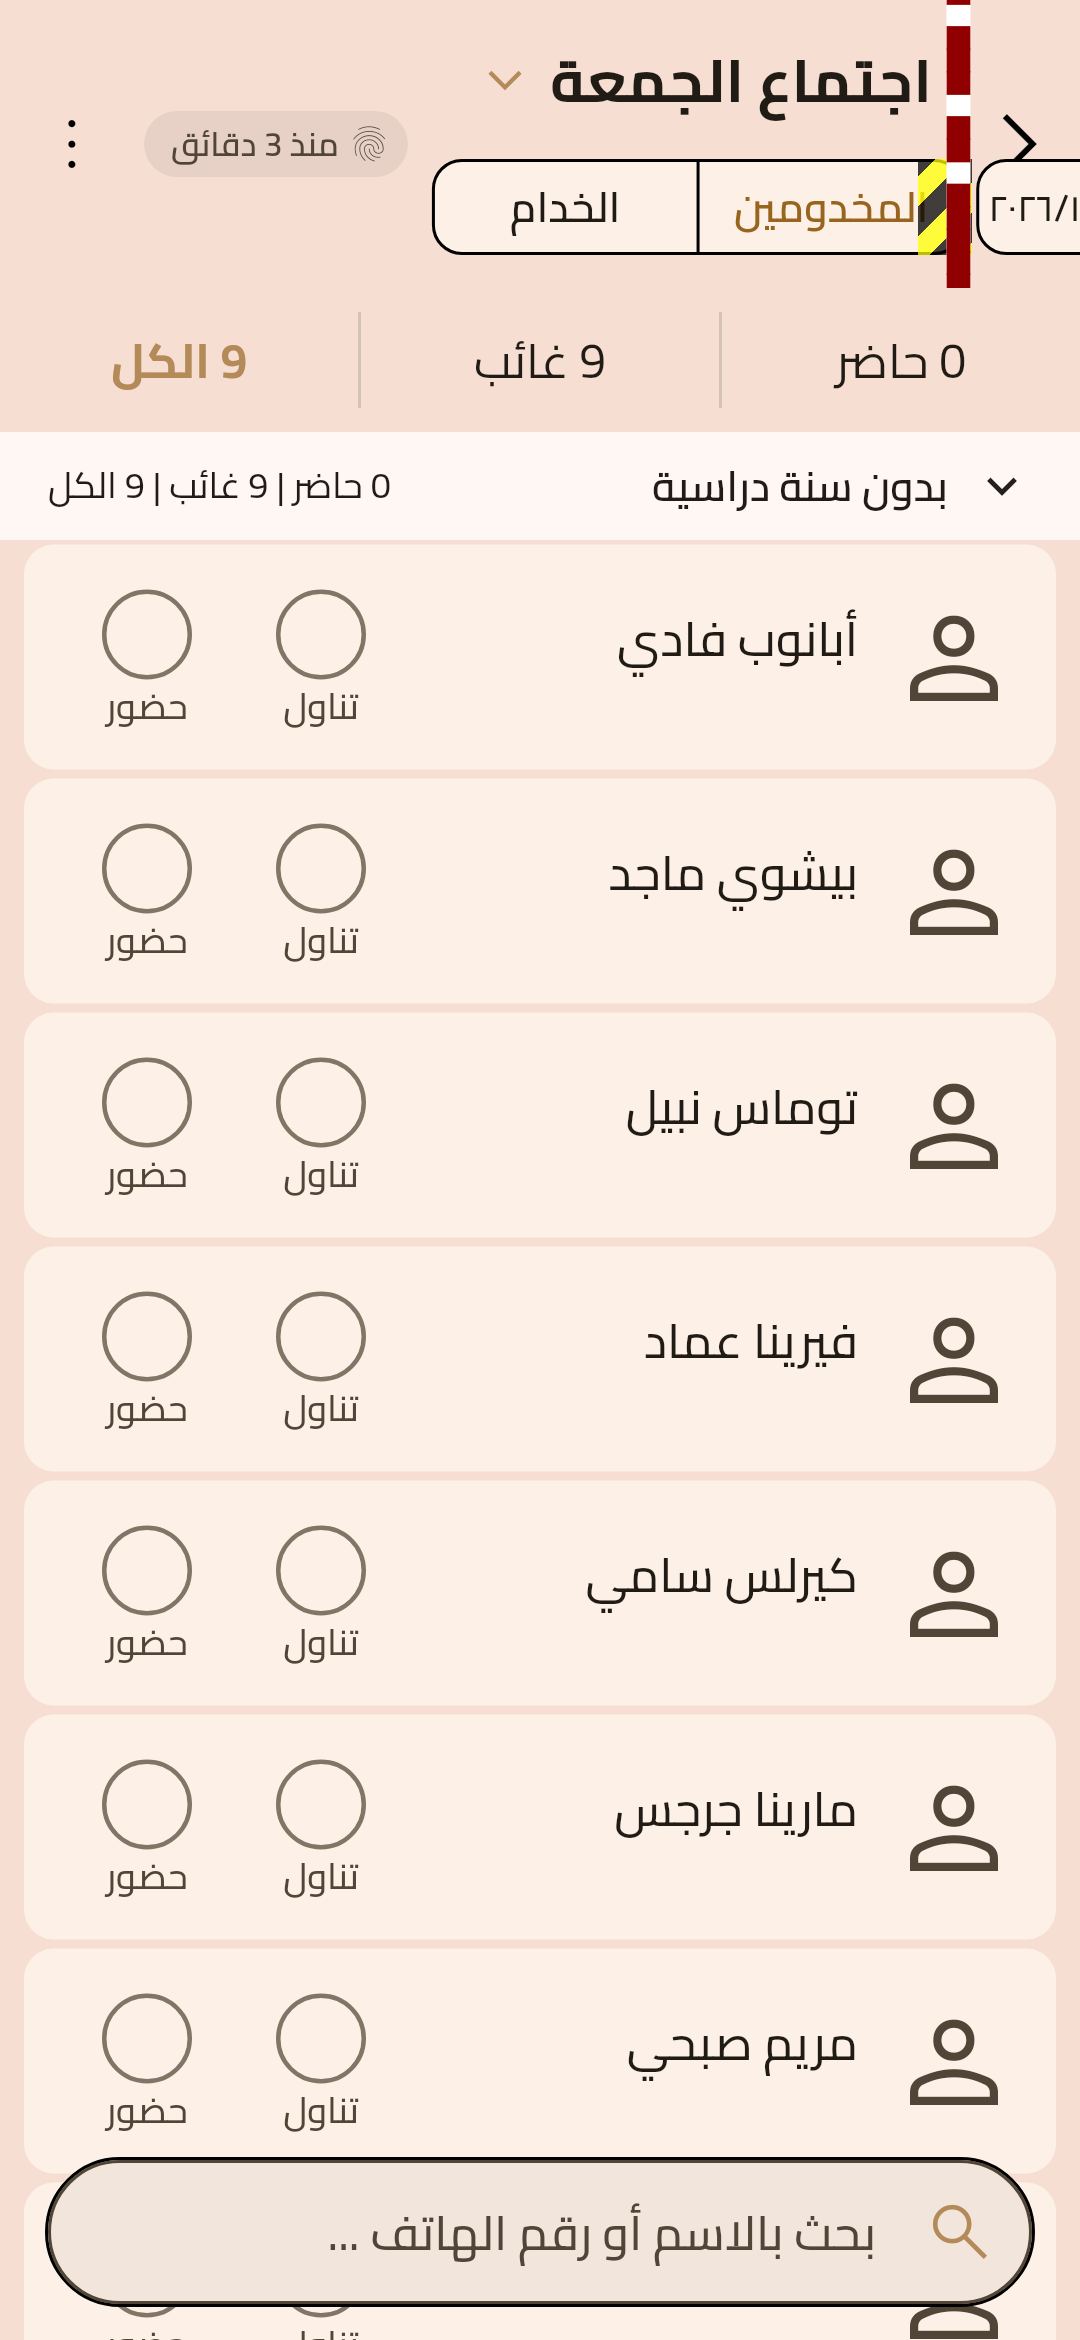 اجتماع الجمعة
منذ 3 دقائق
المخدومين
الخدام
0 حاضر
9 غائب
9 الكل
بدون سنة دراسية
0 حاضر | 9 غائب | 9 الكل
أبانوب فادي
تناول
حضور
بيشوي ماجد
تناول
حضور
توماس نبيل
تناول
حضور
فيرينا عماد
تناول
حضور
كيرلس سامي
تناول
حضور
مارينا جرجس
تناول
حضور
مريم صبحي
تناول
حضور
بحث بالاسم أو رقم الهاتف ...